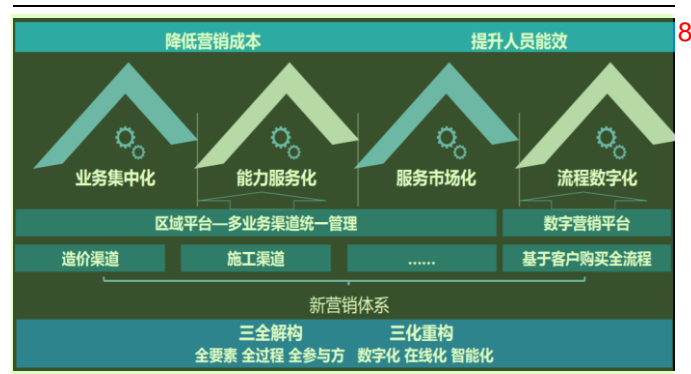 降低营销成本 提升人员能效
8
业务集中化 能力服务化 服务市场化 流程数字化
区域平台—多业务渠道统一管理 数字营销平台
造价渠道 施工渠道 …… 基于客户购买全流程
新营销体系
三全解构 三化重构
全要素 全过程 全参与方 数字化 在线化 智能化